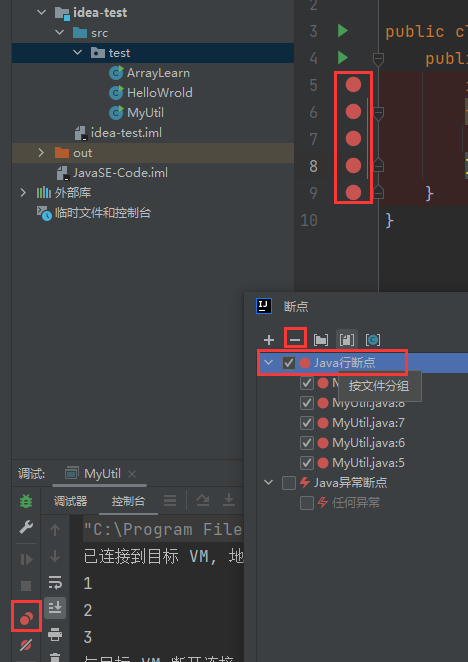 idea-test
src
test
ArrayLearn
HelloWrold
MyUtil
idea-test.iml
out
JavaSE-Code.iml
外部库
临时文件和控制台
2
3 public cl
4 publ
5
6
7
8
9 }
10 }
断点
Java行断点
按文件分组
MyUtil.java:8
MyUtil.java:7
MyUtil.java:6
MyUtil.java:5
Java异常断点
任何异常
调试: MyUtil
调试器 控制台
"C:\Program File
已连接到目标 VM, 地
1
2
3
与目标 VM 断开连接